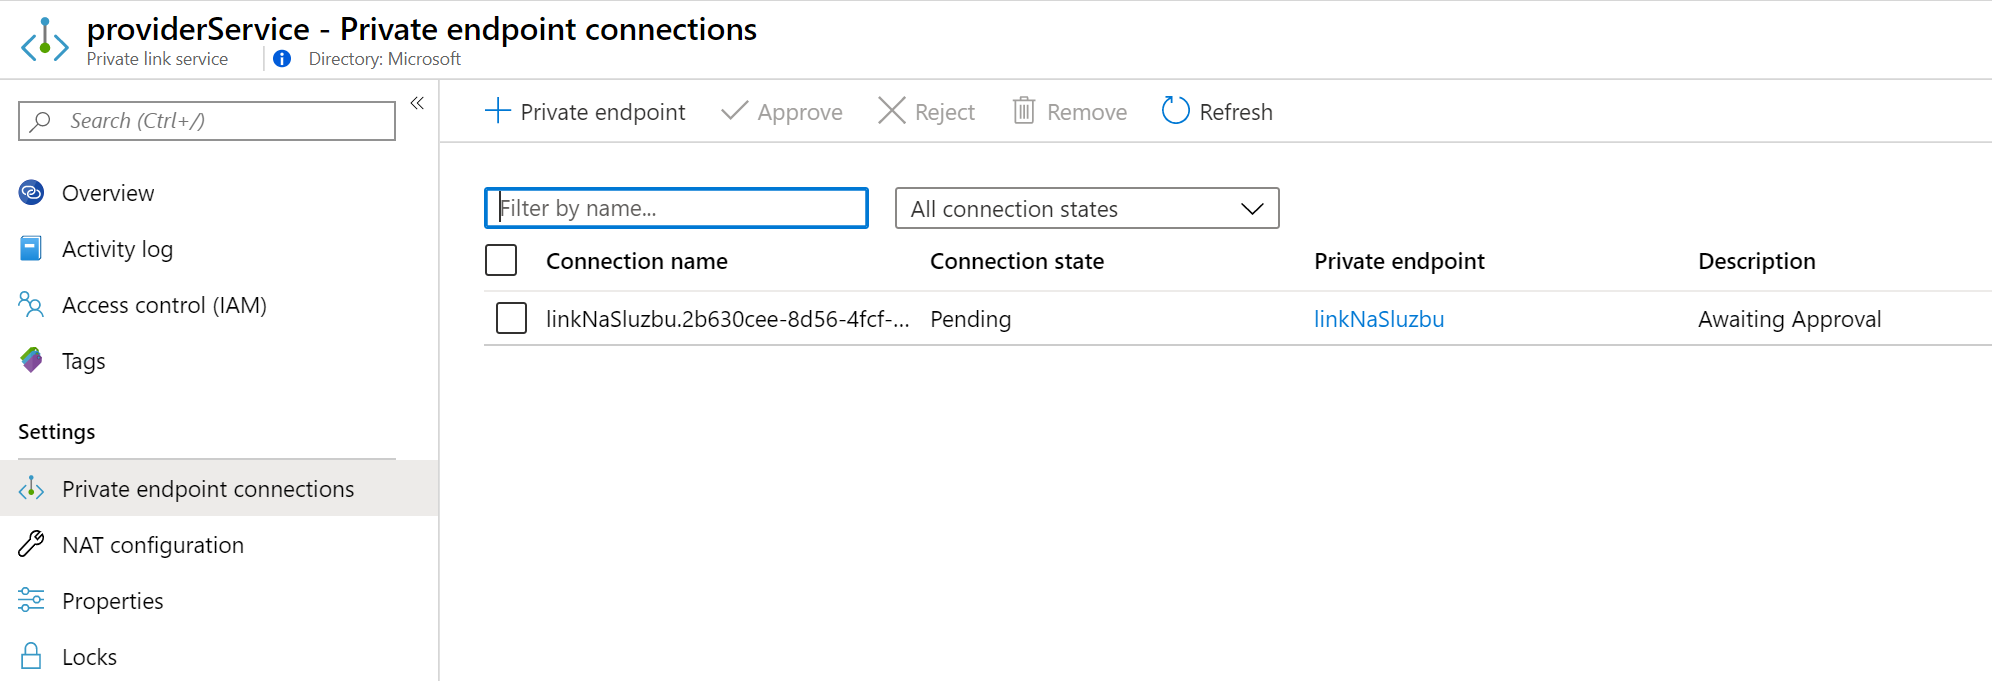 providerService - Private endpoint connections
Private link service
Directory: Microsoft
Search (Ctrl+/)
Overview
Activity log
Access control (IAM)
Tags
Settings
Private endpoint connections
NAT configuration
Properties
Locks
Private endpoint Approve Reject Remove Refresh
Filter by name... All connection states
Connection name Connection state Private endpoint Description
linkNaSluzbu.2b630cee-8d56-4fcf-... Pending linkNaSluzbu Awaiting Approval